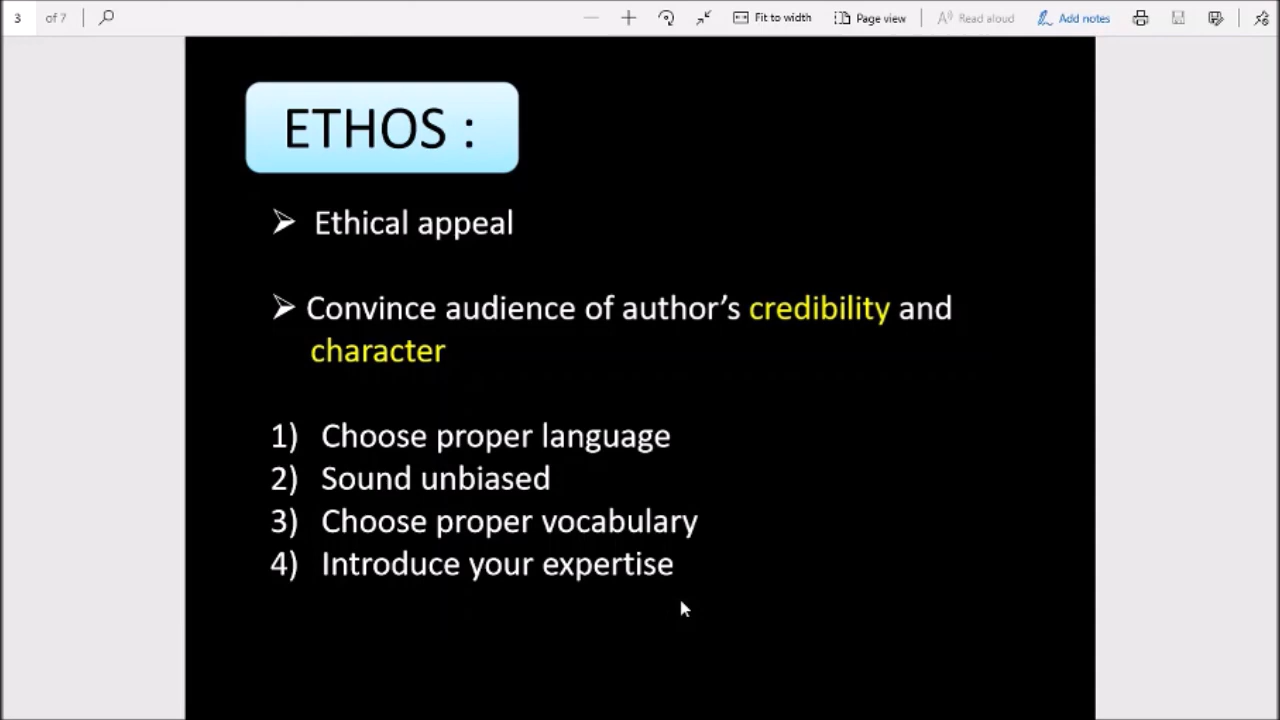 3 of 7 Fit to width Page view Read aloud Add notes
ETHOS :
Ethical appeal
Convince audience of author’s credibility and
character
1) Choose proper language
2) Sound unbiased
3) Choose proper vocabulary
4) Introduce your expertise